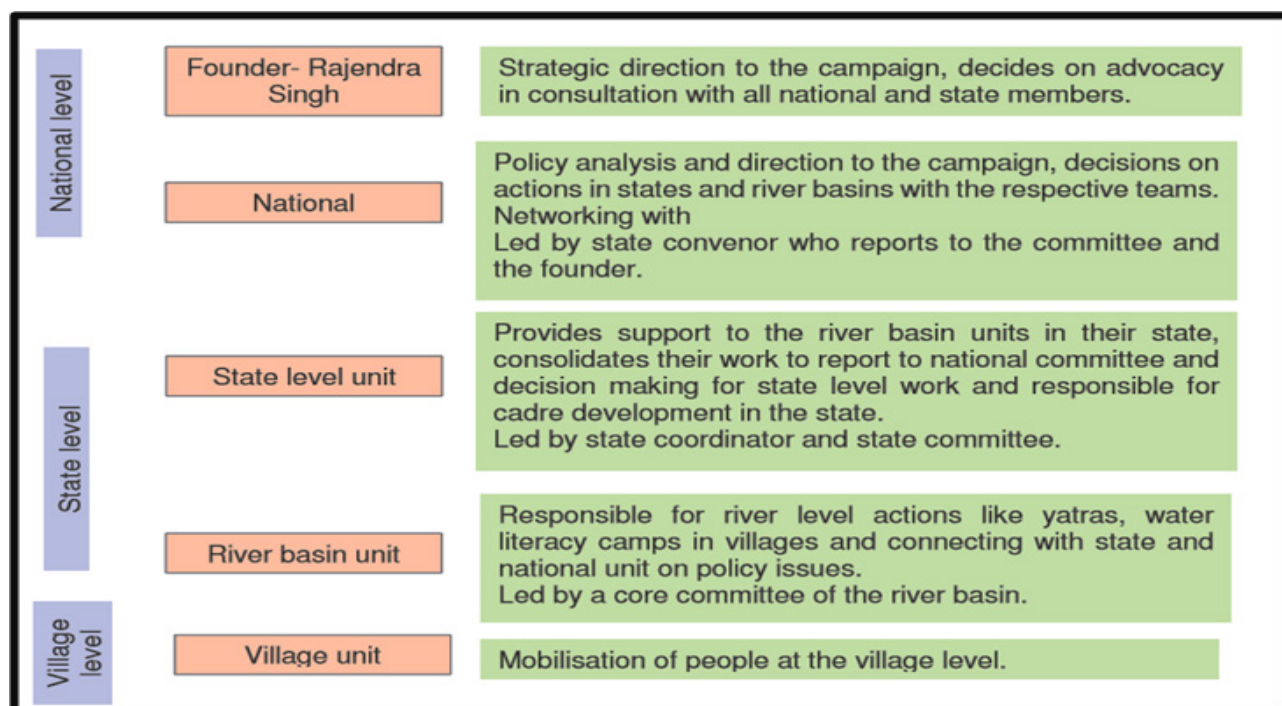 National level
Founder- Rajendra
Singh
Strategic direction to the campaign, decides on advocacy
in consultation with all national and state members.
National
Policy analysis and direction to the campaign, decisions on
actions in states and river basins with the respective teams.
Networking with
Led by state convenor who reports to the committee and
the founder.
State level
State level unit
Provides support to the river basin units in their state,
consolidates their work to report to national committee and
decision making for state level work and responsible for
cadre development in the state.
Led by state coordinator and state committee.
River basin unit
Responsible for river level actions like yatras, water
literacy camps in villages and connecting with state and
national unit on policy issues.
Led by a core committee of the river basin.
Village
level
Village unit
Mobilisation of people at the village level.